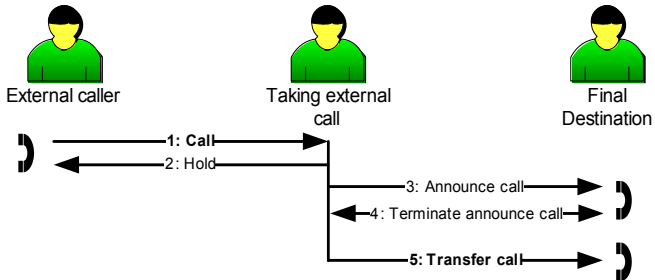 External caller
Taking external
call
Final
Destination
1: Call
2: Hold
3: Announce call
4: Terminate announce call
5: Transfer call